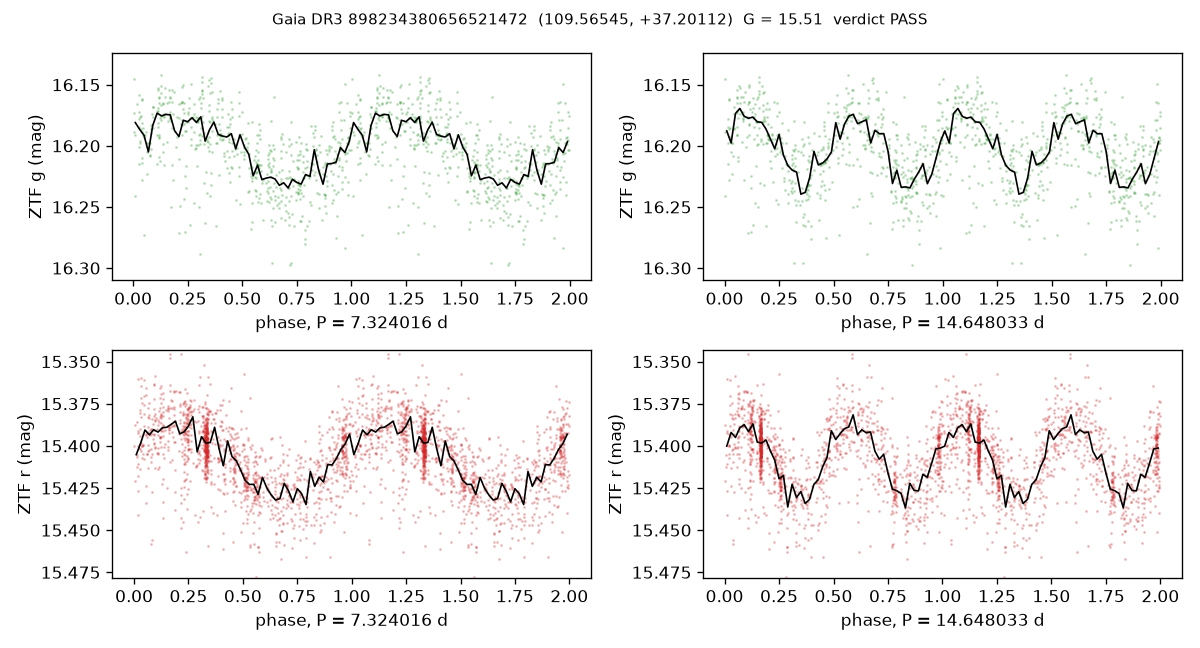 Gaia DR3 898234380656521472 (109.56545, +37.20112) G = 15.51 verdict PASS
ZTF g (mag)
16.15
16.20
16.25
16.30
0.00 0.25 0.50 0.75 1.00 1.25 1.50 1.75 2.00
phase, P = 7.324016 d
ZTF g (mag)
16.15
16.20
16.25
16.30
0.00 0.25 0.50 0.75 1.00 1.25 1.50 1.75 2.00
phase, P = 14.648033 d
ZTF r (mag)
15.350
15.375
15.400
15.425
15.450
15.475
0.00 0.25 0.50 0.75 1.00 1.25 1.50 1.75 2.00
phase, P = 7.324016 d
ZTF r (mag)
15.350
15.375
15.400
15.425
15.450
15.475
0.00 0.25 0.50 0.75 1.00 1.25 1.50 1.75 2.00
phase, P = 14.648033 d